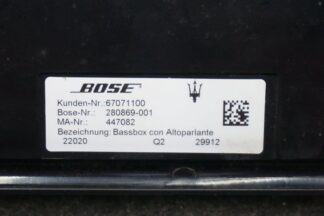 BOSE
Kunden-Nr.: 67071100
Bose-Nr.: 280869-001
MA-Nr.: 447082
Bezeichnung: Bassbox con Altoparlante
22020 Q2 29912